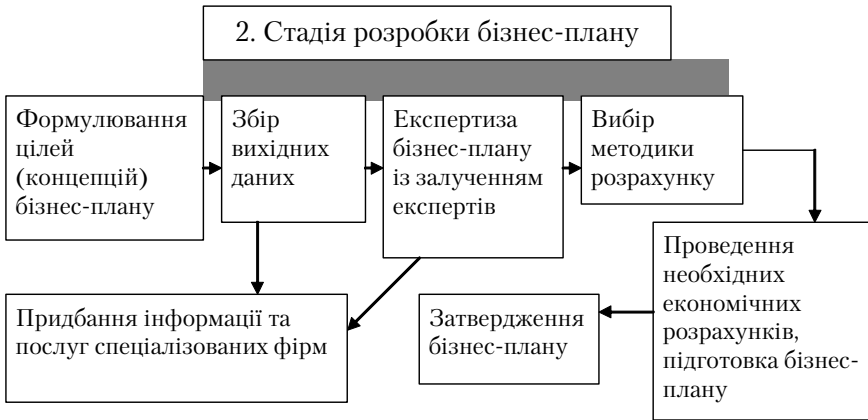 2. Стадія розробки бізнес-плану
Формулювання
цілей
(концепцій)
бізнес-плану
Збір
вихідних
даних
Експертиза
бізнес-плану
із залученням
експертів
Вибір
методики
розрахунку
Проведення
необхідних
економічних
розрахунків,
підготовка бізнес-
плану
Придбання інформації та
послуг спеціалізованих фірм
Затвердження
бізнес-плану